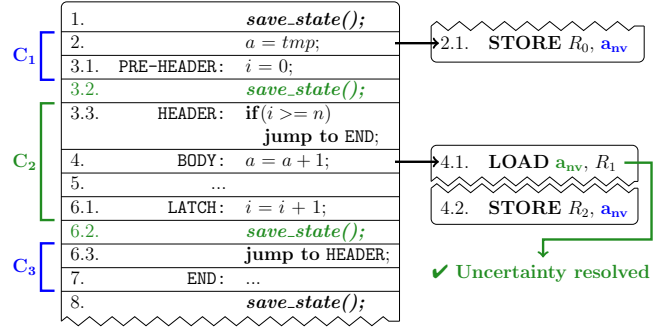 1. save_state();
C₁
2. a = tmp;
3.1. PRE-HEADER: i = 0;
3.2. save_state();
C₂
3.3. HEADER: if(i >= n)
jump to END;
4. BODY: a = a + 1;
5. ...
6.1. LATCH: i = i + 1;
6.2. save_state();
C₃
6.3. jump to HEADER;
7. END: ...
8. save_state();
2.1. STORE R₀, aₙᵥ
4.1. LOAD aₙᵥ, R₁
4.2. STORE R₂, aₙᵥ
✔ Uncertainty resolved